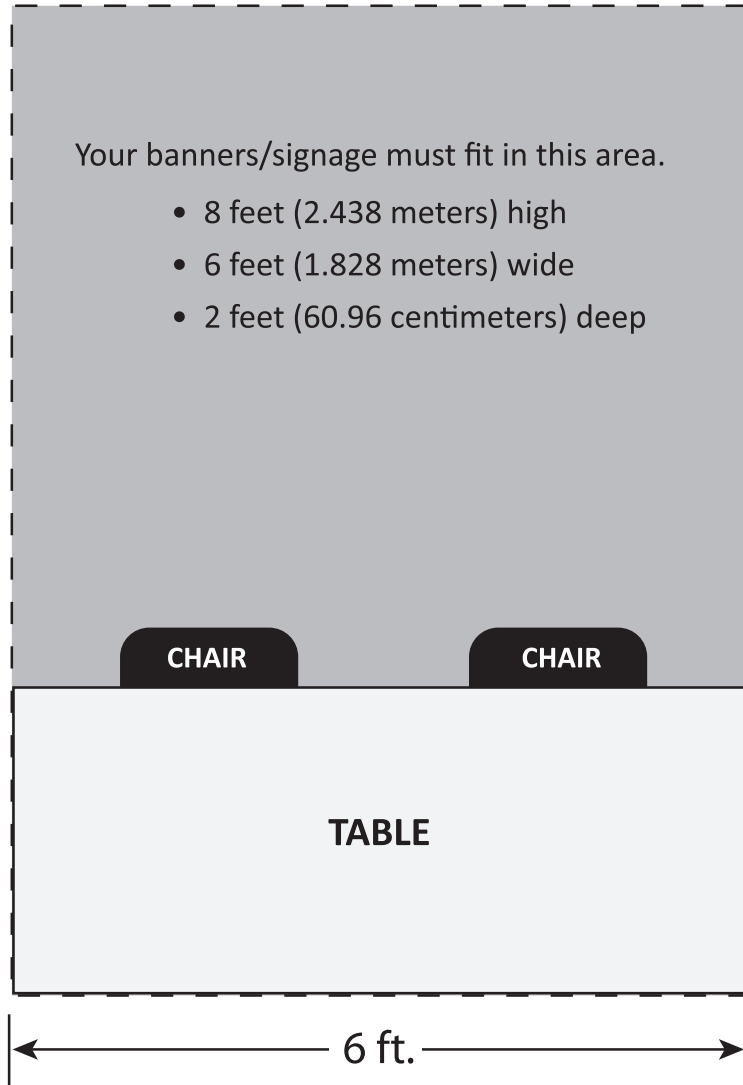 Your banners/signage must fit in this area.
• 8 feet (2.438 meters) high
• 6 feet (1.828 meters) wide
• 2 feet (60.96 centimeters) deep
CHAIR CHAIR
TABLE
6 ft.